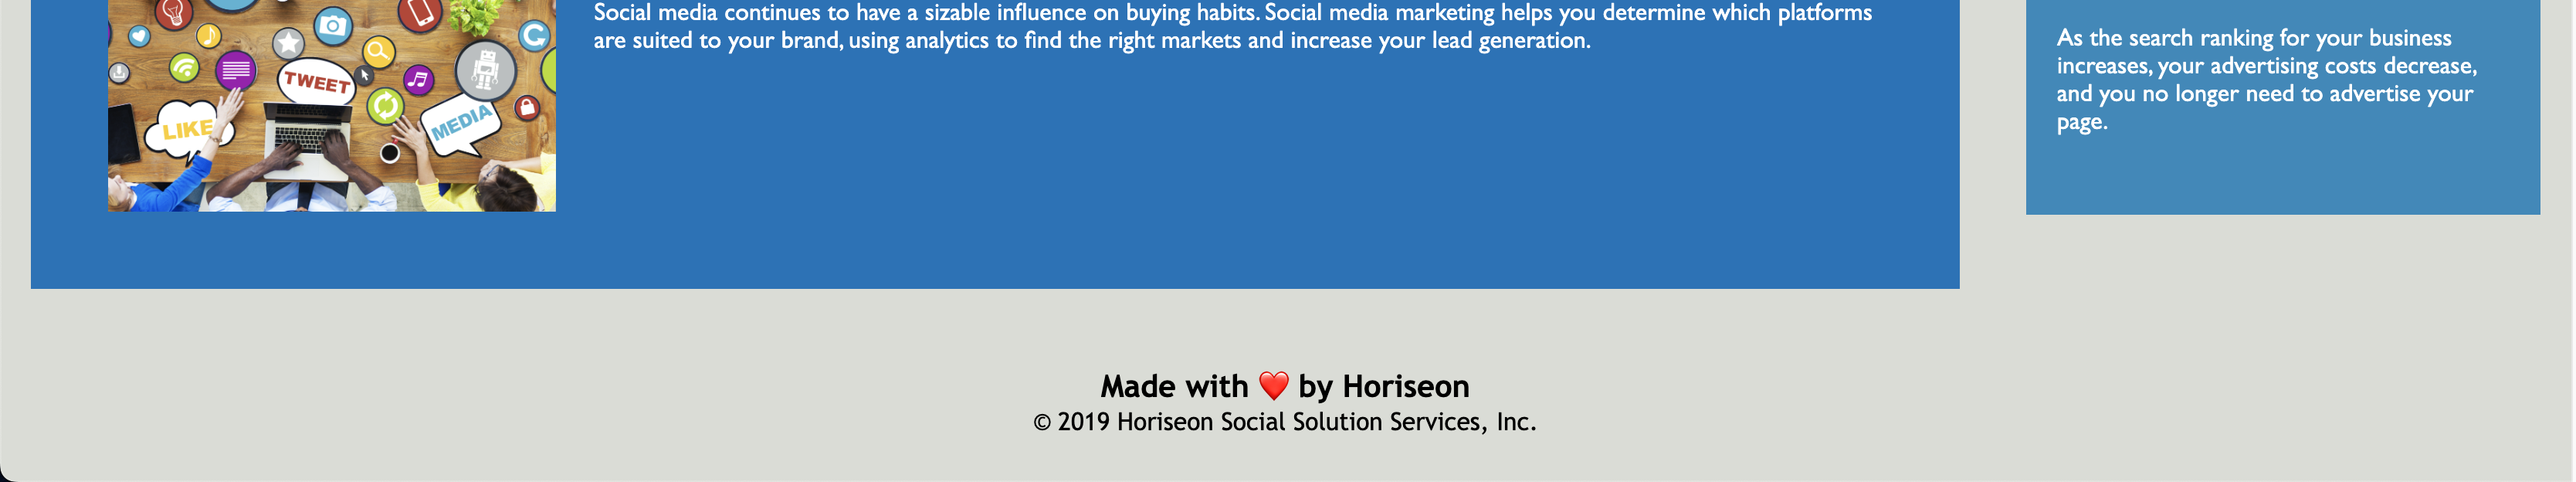 Social media continues to have a sizable influence on buying habits. Social media marketing helps you determine which platforms
are suited to your brand, using analytics to find the right markets and increase your lead generation.
TWEET
LIKE
MEDIA
As the search ranking for your business
increases, your advertising costs decrease,
and you no longer need to advertise your
page.
Made with ❤️ by Horiseon
© 2019 Horiseon Social Solution Services, Inc.